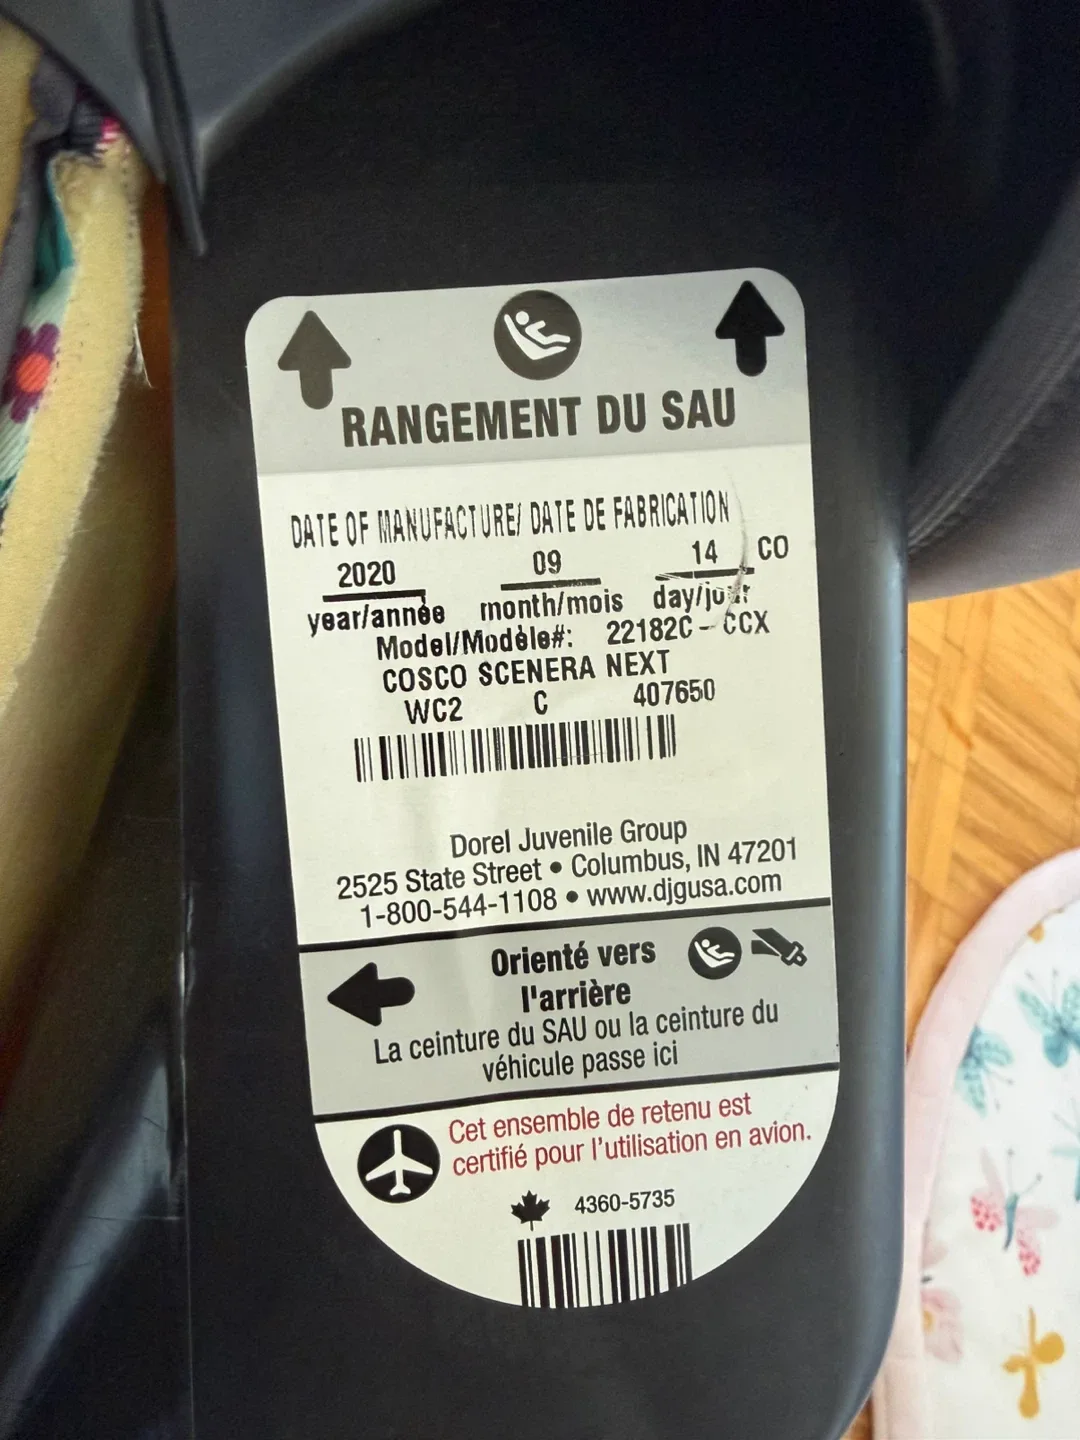 RANGEMENT DU SAU
DATE OF MANUFACTURE/ DATE DE FABRICATION
2020 09 14 CO
year/année month/mois day/jour
Model/Modèle#: 22182C-CCX
COSCO SCENERA NEXT
WC2 C 407650
Dorel Juvenile Group
2525 State Street • Columbus, IN 47201
1-800-544-1108 • www.djgusa.com
Orienté vers
l'arrière
La ceinture du SAU ou la ceinture du
véhicule passe ici
Cet ensemble de retenu est
certifié pour l'utilisation en avion.
4360-5735